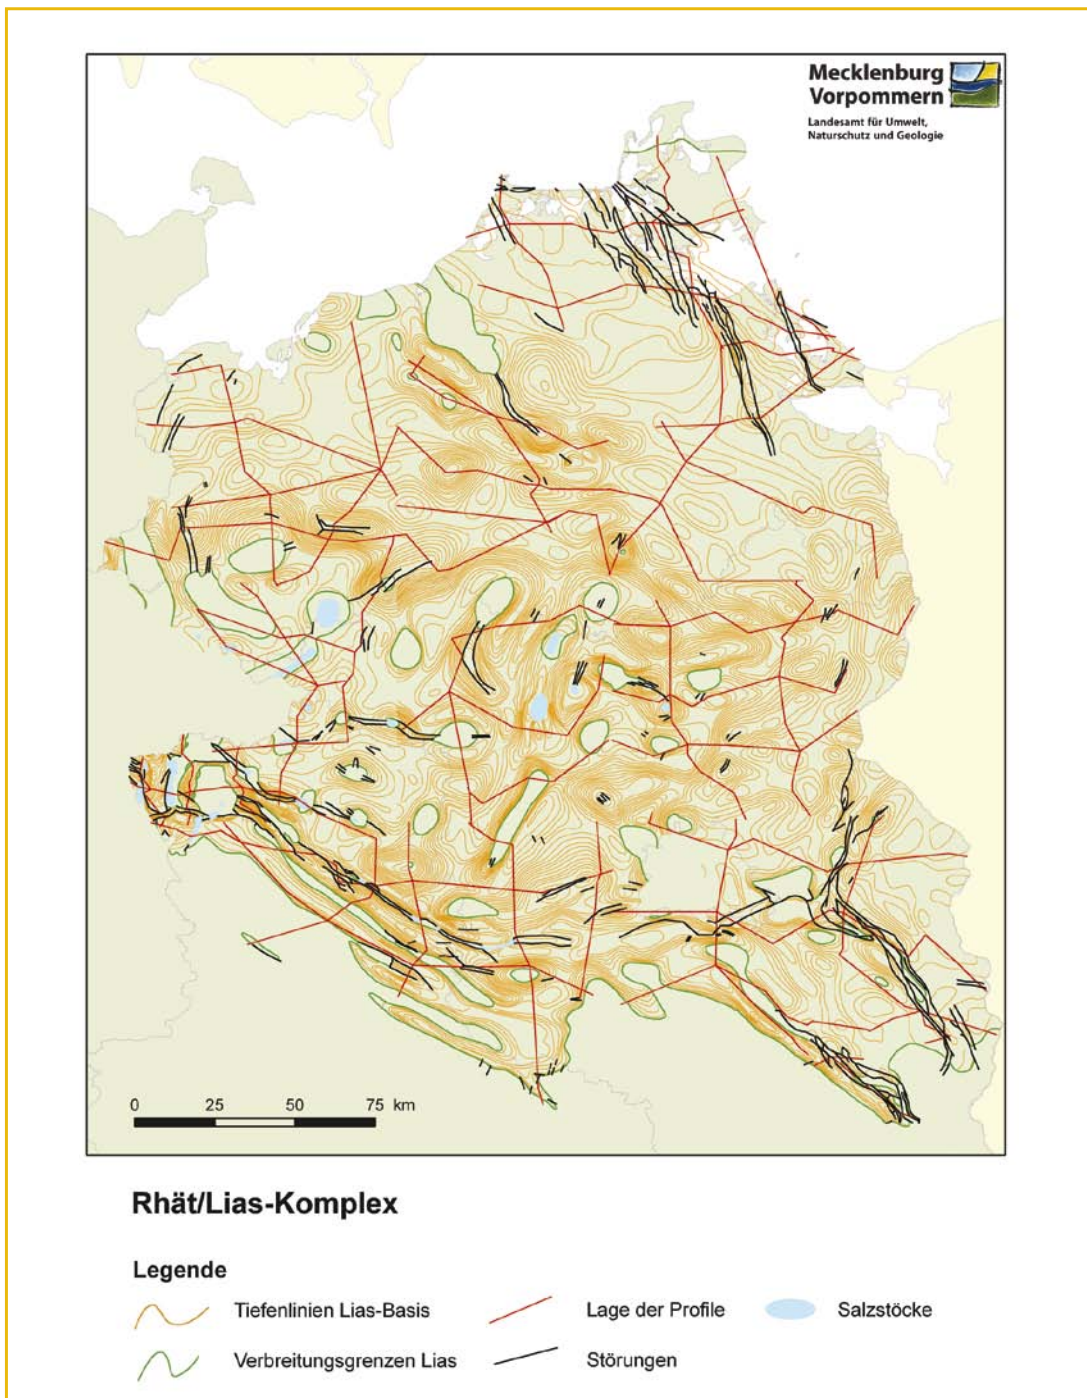 Mecklenburg
Vorpommern
Landesamt für Umwelt,
Naturschutz und Geologie
0 25 50 75 km
Rhät/Lias-Komplex
Legende
Tiefenlinien Lias-Basis
Lage der Profile
Salzstöcke
Verbreitungsgrenzen Lias
Störungen